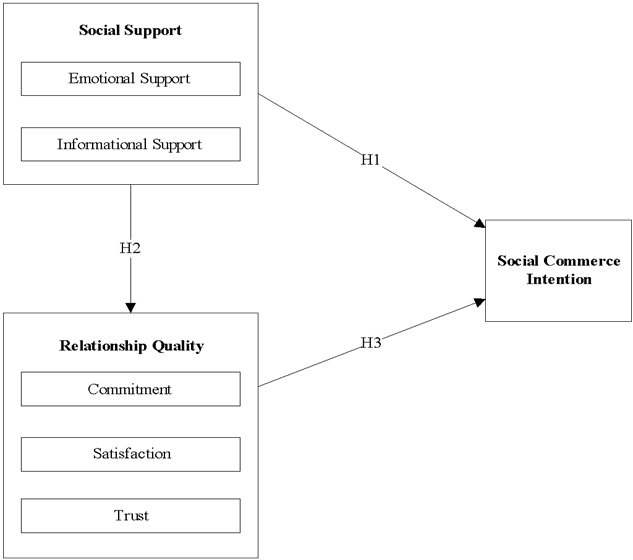 Social Support
Emotional Support
Informational Support
H1
H2
Social Commerce
Intention
Relationship Quality
H3
Commitment
Satisfaction
Trust